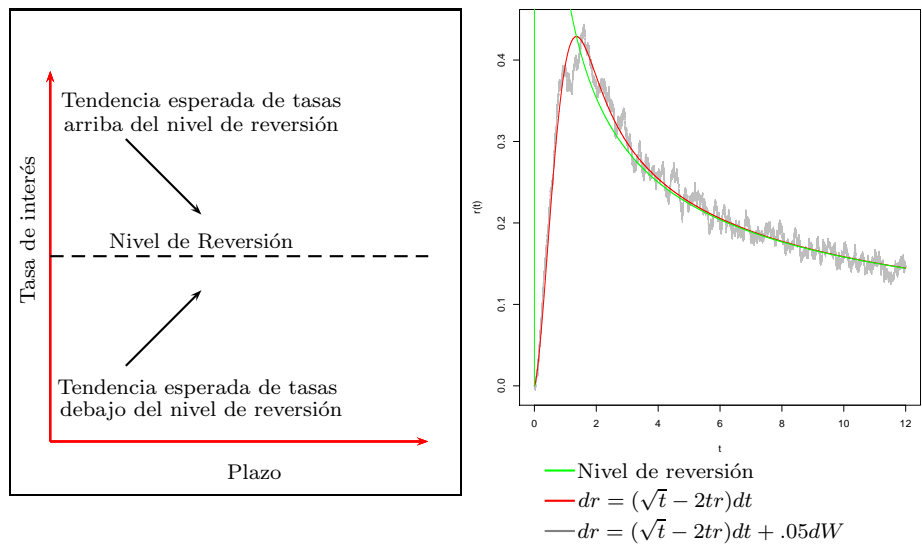 Tendencia esperada de tasas
arriba del nivel de reversión
Tasa de interés
Nivel de Reversión
Tendencia esperada de tasas
debajo del nivel de reversión
Plazo
0.4
0.3
0.2
0.1
0.0
r(t)
0 2 4 6 8 10 12
t
Nivel de reversión
dr = (√t − 2tr)dt
dr = (√t − 2tr)dt + .05dW